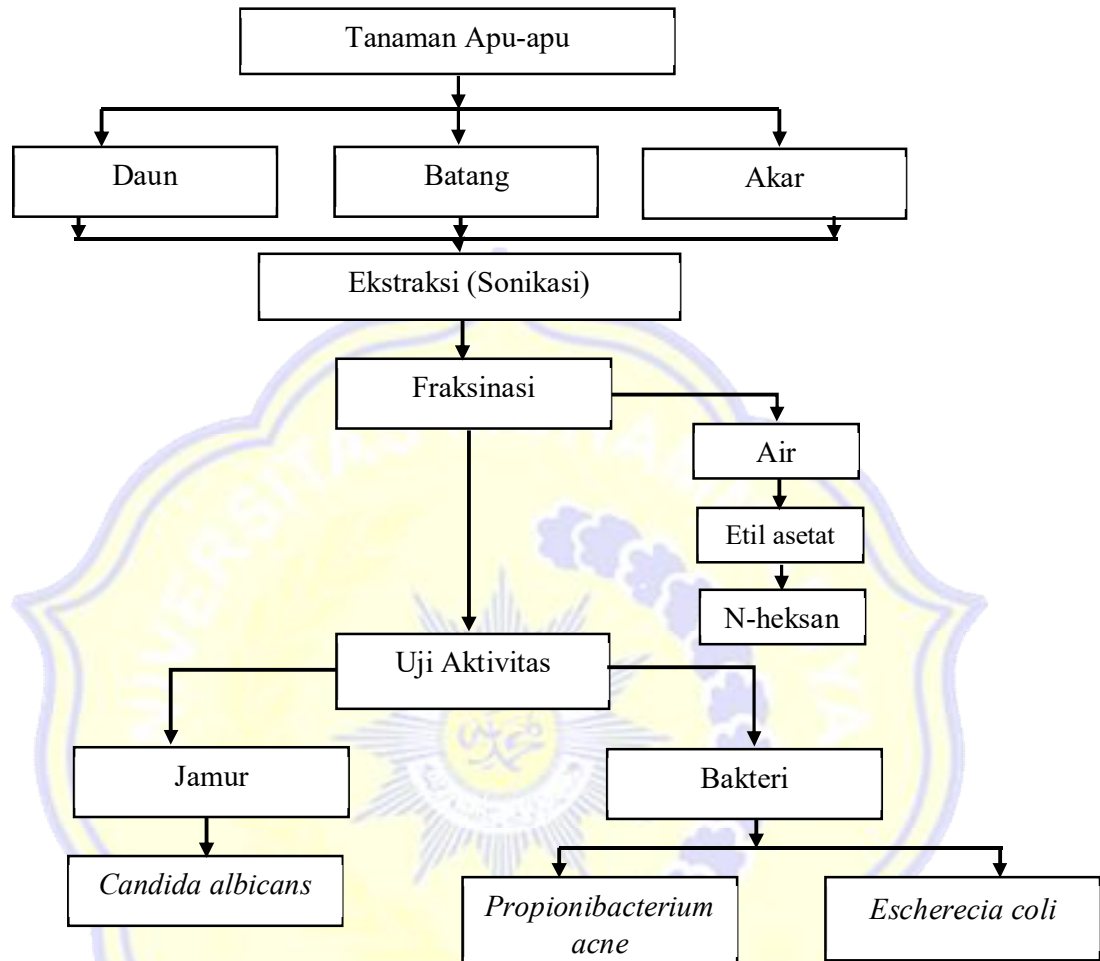 Tanaman Apu-apu
Daun
Batang
Akar
Ekstraksi (Sonikasi)
Fraksinasi
Air
Etil asetat
N-heksan
Uji Aktivitas
Jamur
Bakteri
Candida albicans
Propionibacterium
acne
Escherecia coli